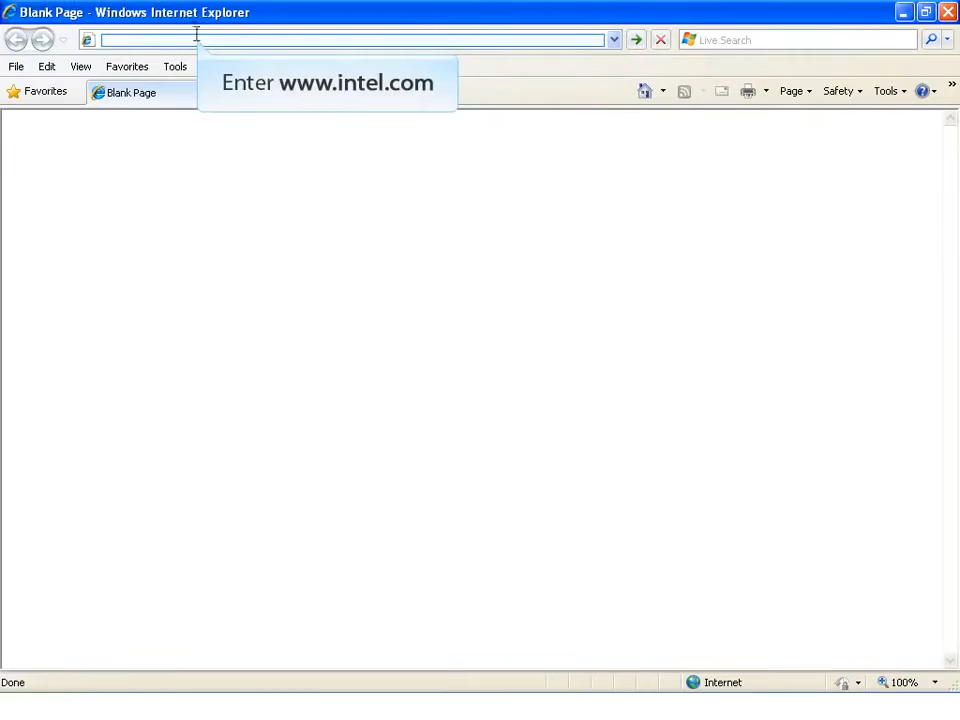 Blank Page - Windows Internet Explorer
Live Search
File Edit View Favorites Tools
Enter www.intel.com
Favorites Blank Page Page Safety Tools »
Done Internet 100%